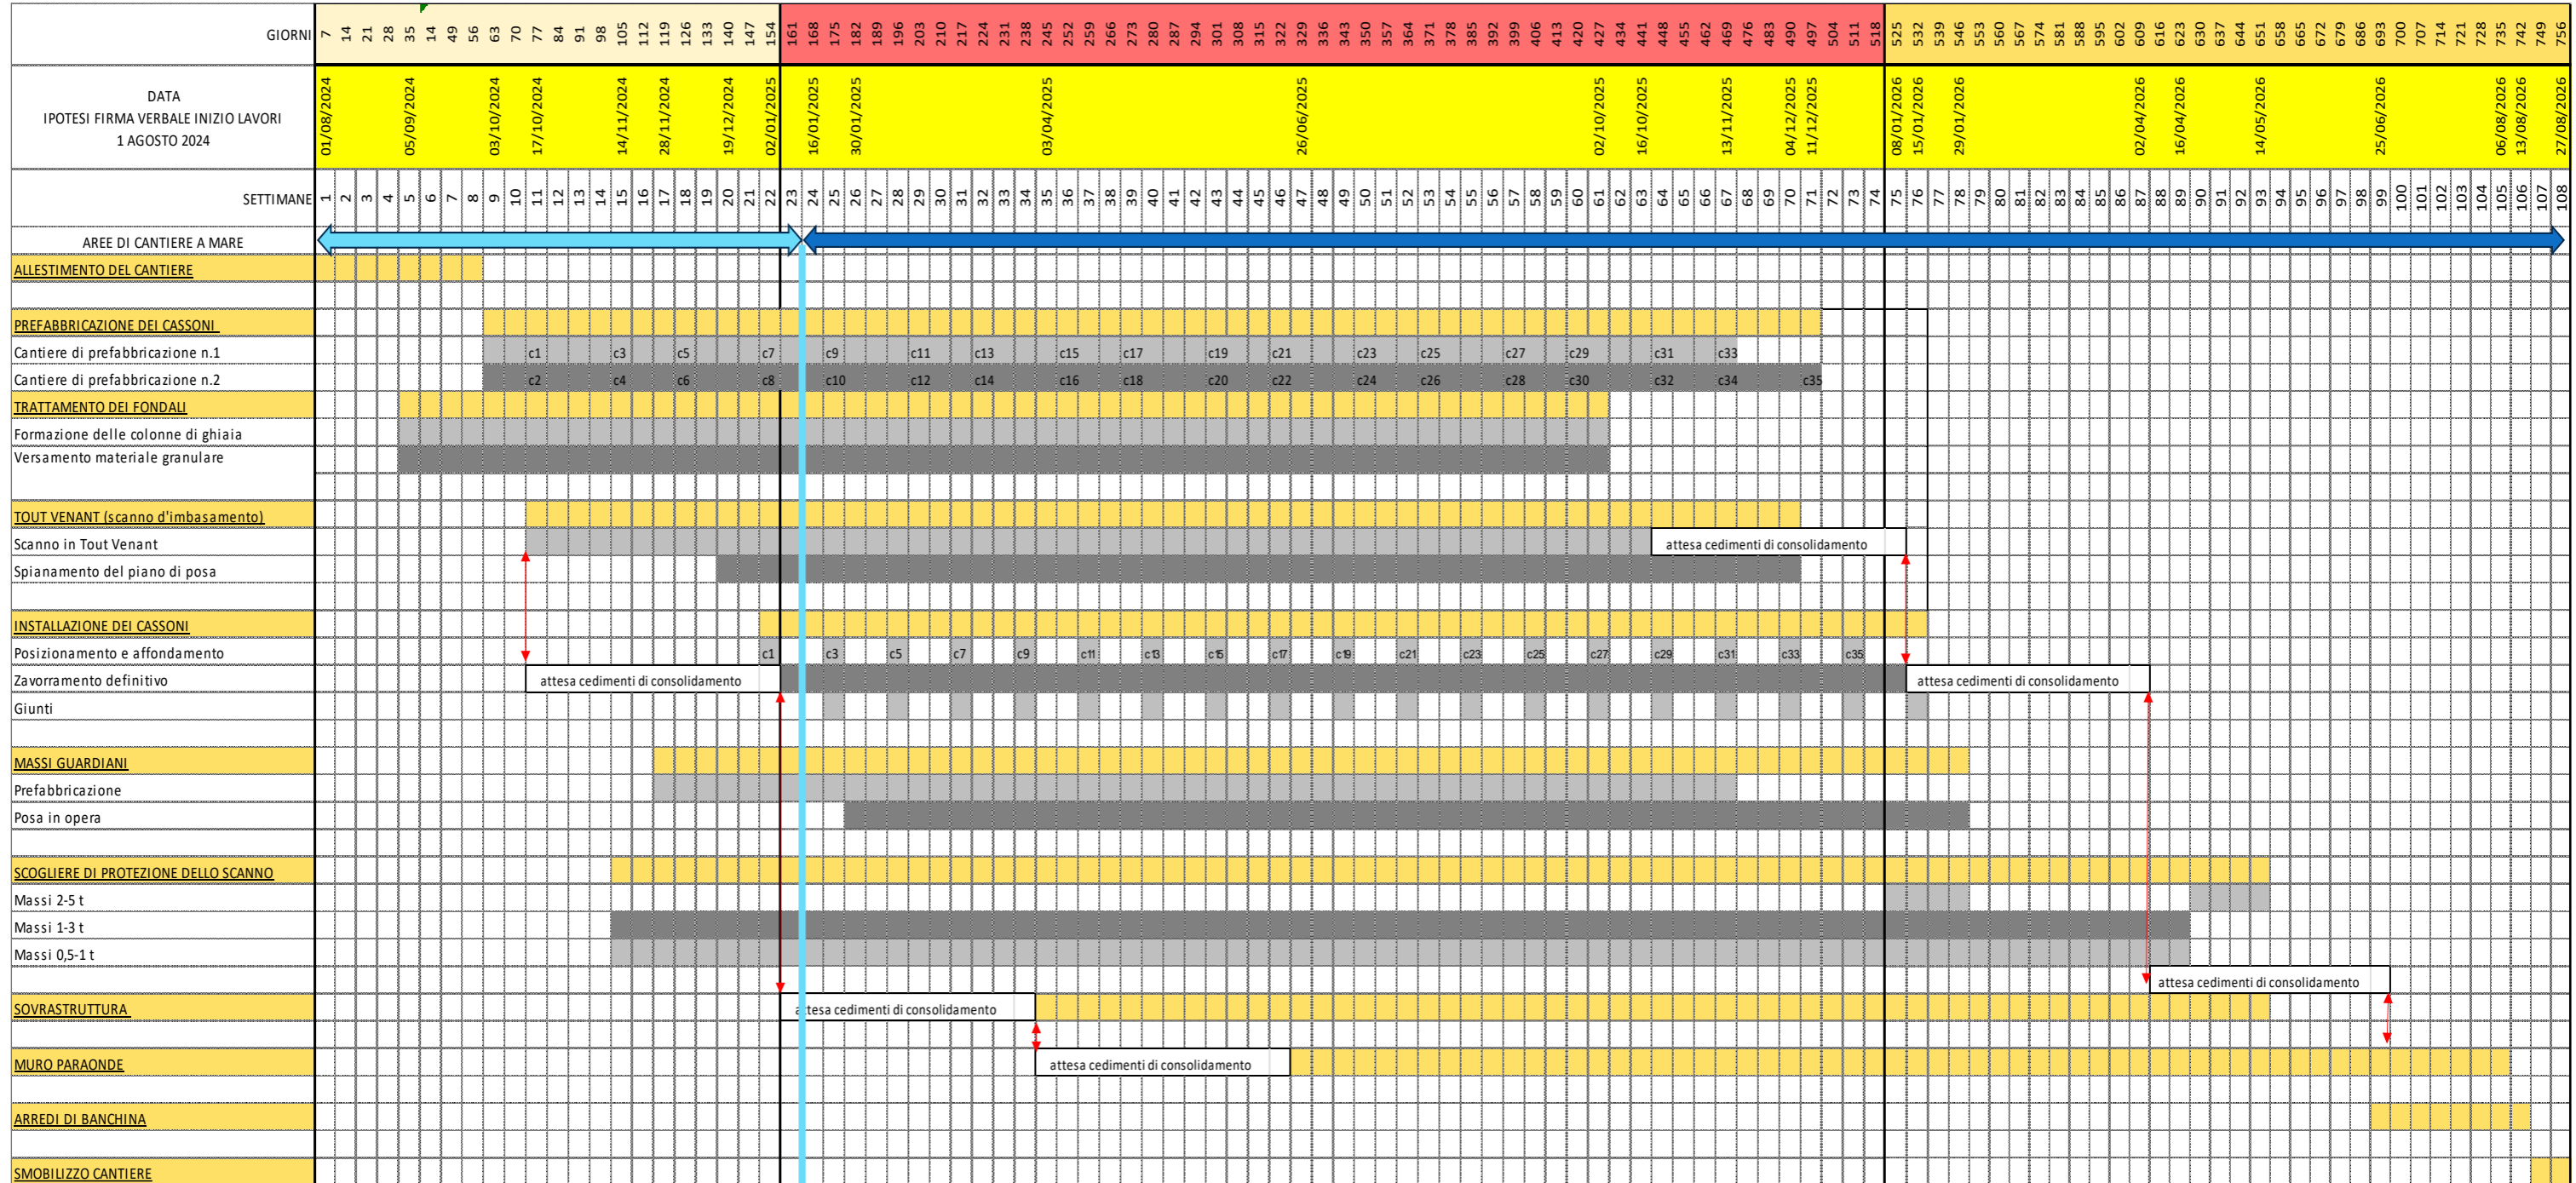 GIORNI 7 14 21 28 35 14 49 56 63 70 77 84 91 98 105 112 119 126 133 140 147 154 161 168 175 182 189 196 203 210 217 224 231 238 245 252 259 266 273 280 287 294 301 308 315 322 329 336 343 350 357 364 371 378 385 392 399 406 413 420 427 434 441 448 455 462 469 476 483 490 497 504 511 518 525 532 539 546 553 560 567 574 581 588 595 602 609 616 623 630 637 644 651 658 665 672 679 686 693 700 707 714 721 728 735 742 749 756
DATA
IPOTESI FIRMA VERBALE INIZIO LAVORI
1 AGOSTO 2024
01/08/2024 05/09/2024 03/10/2024 17/10/2024 14/11/2024 28/11/2024 19/12/2024 02/01/2025 16/01/2025 30/01/2025 03/04/2025 26/06/2025 02/10/2025 16/10/2025 13/11/2025 04/12/2025 11/12/2025 08/01/2026 15/01/2026 29/01/2026 02/04/2026 16/04/2026 14/05/2026 25/06/2026 06/08/2026 13/08/2026 27/08/2026
SETTIMANE 1 2 3 4 5 6 7 8 9 10 11 12 13 14 15 16 17 18 19 20 21 22 23 24 25 26 27 28 29 30 31 32 33 34 35 36 37 38 39 40 41 42 43 44 45 46 47 48 49 50 51 52 53 54 55 56 57 58 59 60 61 62 63 64 65 66 67 68 69 70 71 72 73 74 75 76 77 78 79 80 81 82 83 84 85 86 87 88 89 90 91 92 93 94 95 96 97 98 99 100 101 102 103 104 105 106 107 108
AREE DI CANTIERE A MARE
ALLESTIMENTO DEL CANTIERE
PREFABBRICAZIONE DEI CASSONI
Cantiere di prefabbricazione n.1 c1 c3 c5 c7 c9 c11 c13 c15 c17 c19 c21 c23 c25 c27 c29 c31 c33
Cantiere di prefabbricazione n.2 c2 c4 c6 c8 c10 c12 c14 c16 c18 c20 c22 c24 c26 c28 c30 c32 c34 c35
TRATTAMENTO DEI FONDALI
Formazione delle colonne di ghiaia
Versamento materiale granulare
TOUT VENANT (scanno d'imbasamento)
Scanno in Tout Venant attesa cedimenti di consolidamento
Spianamento del piano di posa
INSTALLAZIONE DEI CASSONI
Posizionamento e affondamento c1 c3 c5 c7 c9 c11 c13 c15 c17 c19 c21 c23 c25 c27 c29 c31 c33 c35
Zavorramento definitivo attesa cedimenti di consolidamento attesa cedimenti di consolidamento
Giunti
MASSI GUARDIANI
Prefabbricazione
Posa in opera
SCOGLIERE DI PROTEZIONE DELLO SCANNO
Massi 2-5 t
Massi 1-3 t
Massi 0,5-1 t
attesa cedimenti di consolidamento
SOVRASTRUTTURA attesa cedimenti di consolidamento
MURO PARAONDE attesa cedimenti di consolidamento
ARREDI DI BANCHINA
SMOBILIZZO CANTIERE